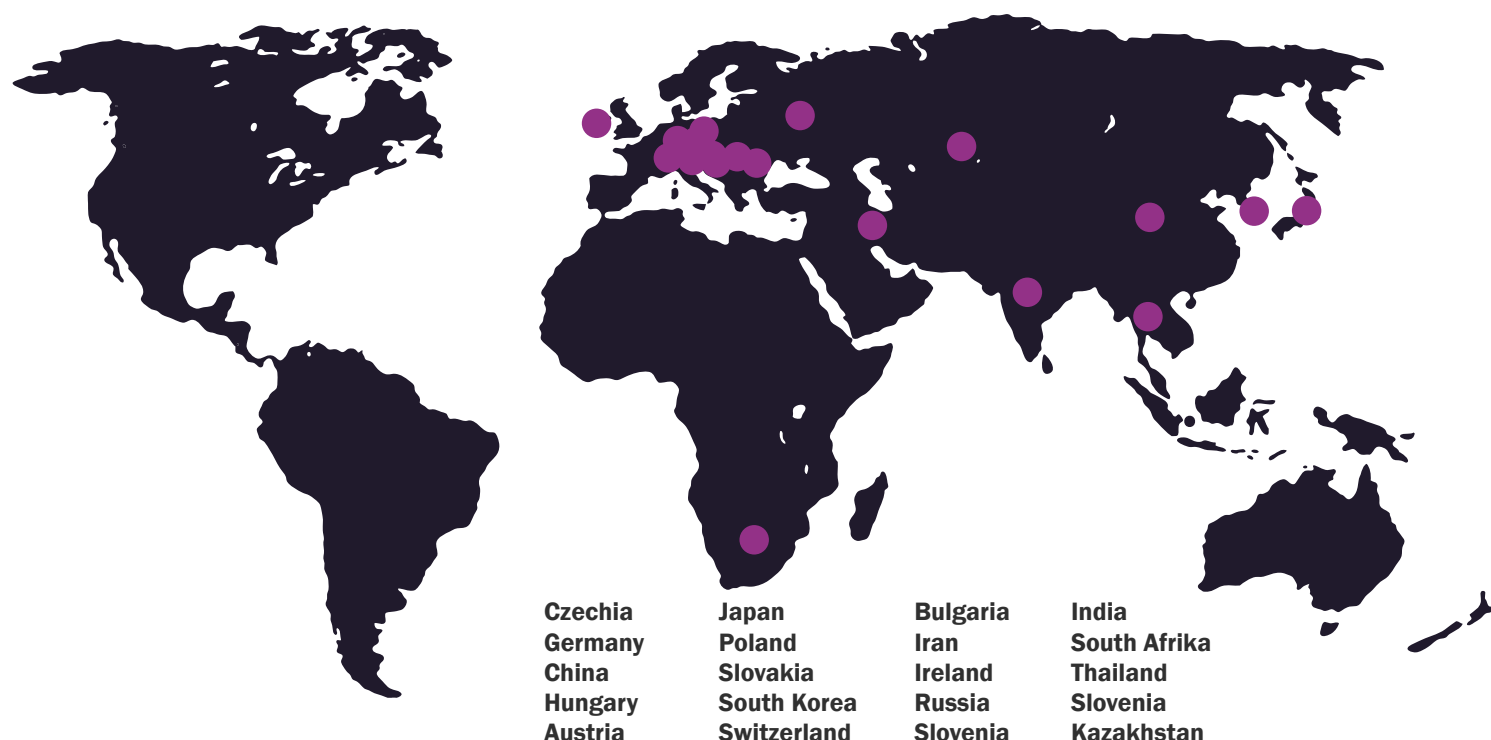 Czechia
Germany
China
Hungary
Austria
Japan
Poland
Slovakia
South Korea
Switzerland
Bulgaria
Iran
Ireland
Russia
Slovenia
India
South Afrika
Thailand
Slovenia
Kazakhstan